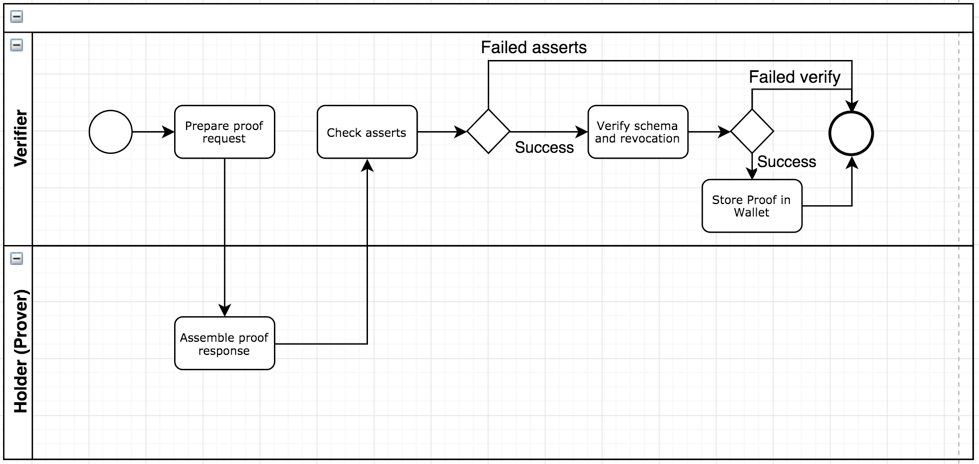 Verifier
Failed asserts
Failed verify
Prepare proof
request
Check asserts
Success
Verify schema
and revocation
Success
Store Proof in
Wallet
Holder (Prover)
Assemble proof
response